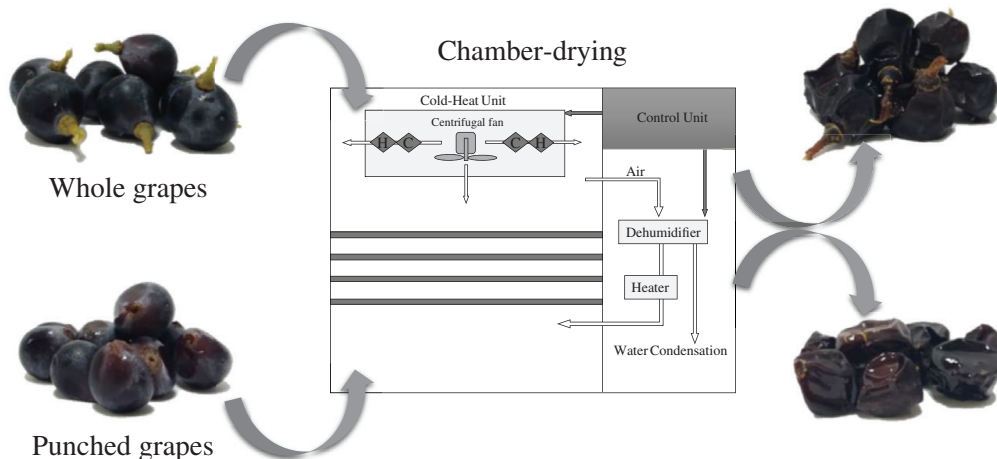 Chamber-drying
Cold-Heat Unit
Centrifugal fan
H C C H
Control Unit
Whole grapes
Air
Dehumidifier
Heater
Water Condensation
Punched grapes